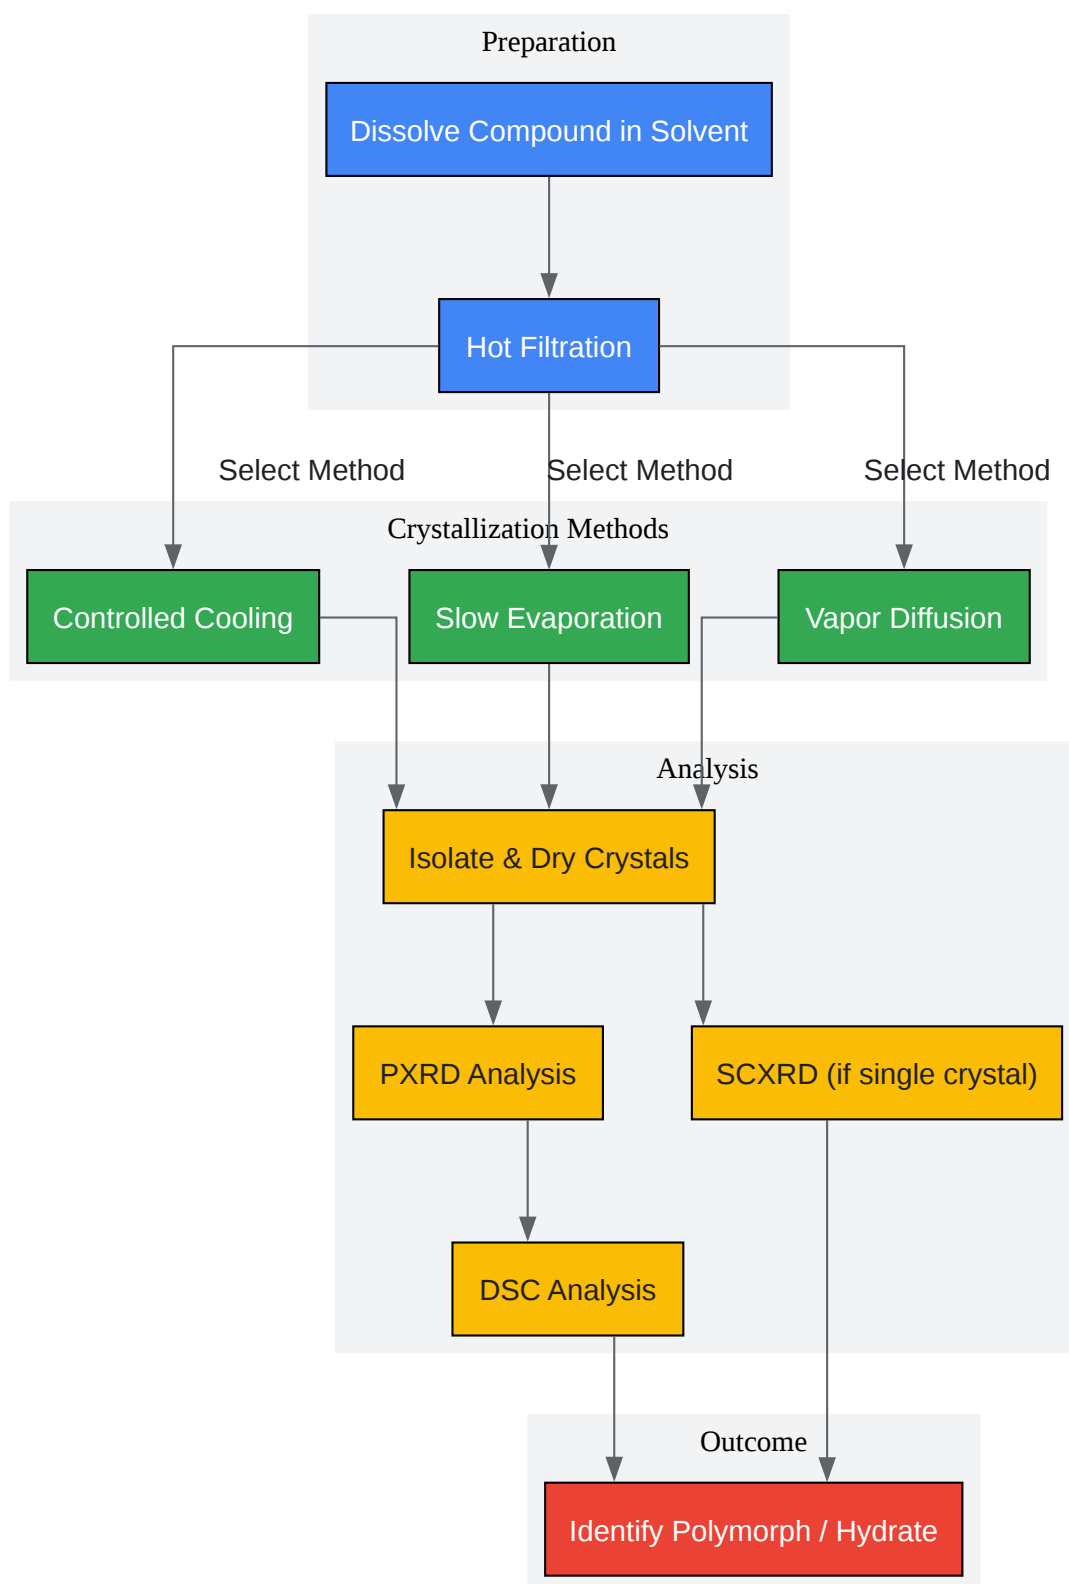 Preparation
Dissolve Compound in Solvent
Hot Filtration
Select Method
Select Method
Select Method
Crystallization Methods
Controlled Cooling
Slow Evaporation
Vapor Diffusion
Analysis
Isolate & Dry Crystals
PXRD Analysis
SCXRD (if single crystal)
DSC Analysis
Outcome
Identify Polymorph / Hydrate